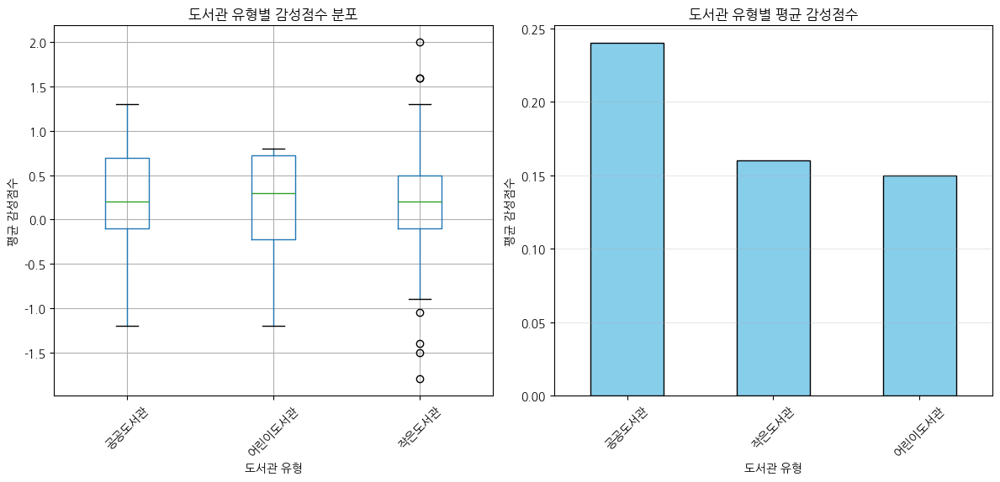 도서관 유형별 감성점수 분포
평균 감성점수
2.0
1.5
1.0
0.5
0.0
-0.5
-1.0
-1.5
공공도서관
어린이도서관
작은도서관
도서관 유형
도서관 유형별 평균 감성점수
평균 감성점수
0.25
0.20
0.15
0.10
0.05
0.00
공공도서관
작은도서관
어린이도서관
도서관 유형